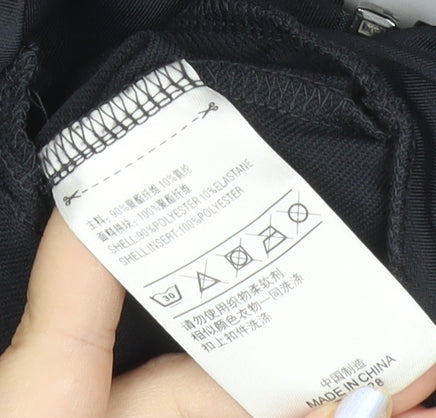 主料: 90%聚酯纤维 10%氨纶
面料拼块: 100%聚酯纤维
SHELL:90%POLYESTER 10%ELASTANE
SHELL INSERT:100%POLYESTER
30
请勿使用织物柔软剂
相似颜色衣物一同洗涤
扣上扣件洗涤
中国制造
MADE IN CHINA